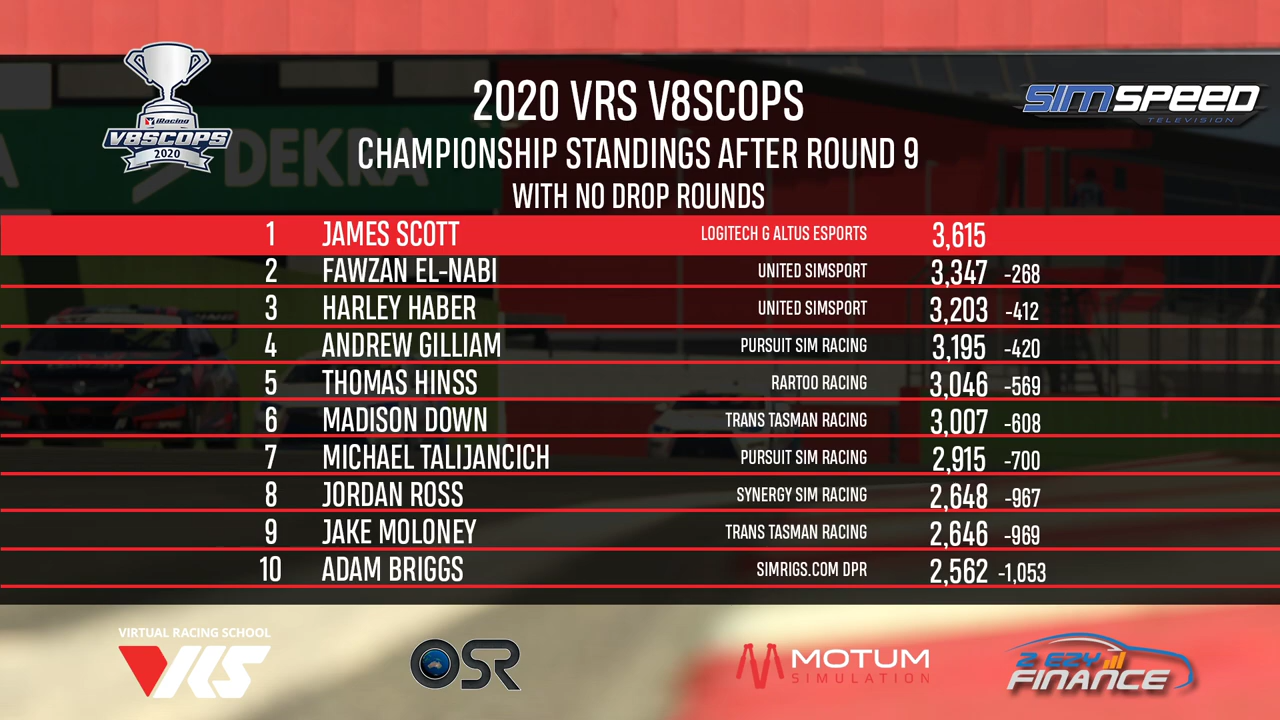 iRacing
V8SCOPS
2020
2020 VRS V8SCOPS
SIMSPEED
TELEVISION
CHAMPIONSHIP STANDINGS AFTER ROUND 9
DEKRA
WITH NO DROP ROUNDS
1 JAMES SCOTT LOGITECH G ALTUS ESPORTS 3,615
2 FAWZAN EL-NABI UNITED SIMSPORT 3,347 -268
3 HARLEY HABER UNITED SIMSPORT 3,203 -412
4 ANDREW GILLIAM PURSUIT SIM RACING 3,195 -420
5 THOMAS HINSS RARTOO RACING 3,046 -569
6 MADISON DOWN TRANS TASMAN RACING 3,007 -608
7 MICHAEL TALIJANCICH PURSUIT SIM RACING 2,915 -700
8 JORDAN ROSS SYNERGY SIM RACING 2,648 -967
9 JAKE MOLONEY TRANS TASMAN RACING 2,646 -969
10 ADAM BRIGGS SIMRIGS.COM DPR 2,562 -1,053
VIRTUAL RACING SCHOOL
VRS
OSR
MOTUM
SIMULATION
2 EZY
FINANCE